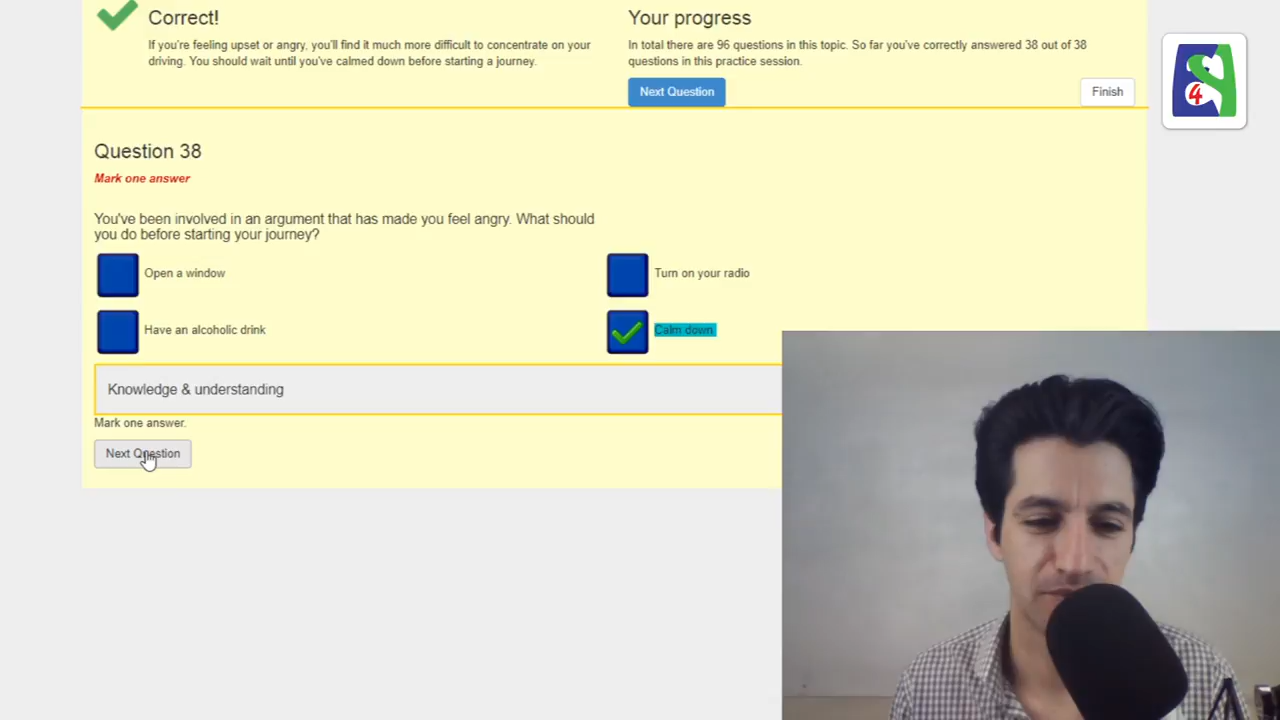 Correct!
If you're feeling upset or angry, you'll find it much more difficult to concentrate on your
driving. You should wait until you've calmed down before starting a journey.
Your progress
In total there are 96 questions in this topic. So far you've correctly answered 38 out of 38
questions in this practice session.
Next Question
Finish
4
Question 38
Mark one answer
You've been involved in an argument that has made you feel angry. What should
you do before starting your journey?
Open a window
Turn on your radio
Have an alcoholic drink
Calm down
Knowledge & understanding
Mark one answer.
Next Question